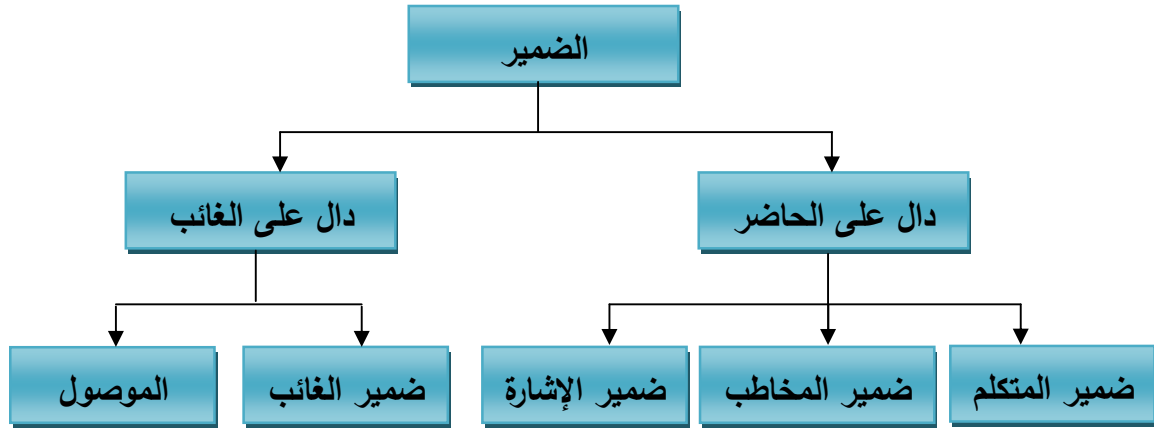 الضمير
دال على الحاضر
دال على الغائب
ضمير المتكلم
ضمير المخاطب
ضمير الإشارة
ضمير الغائب
الموصول